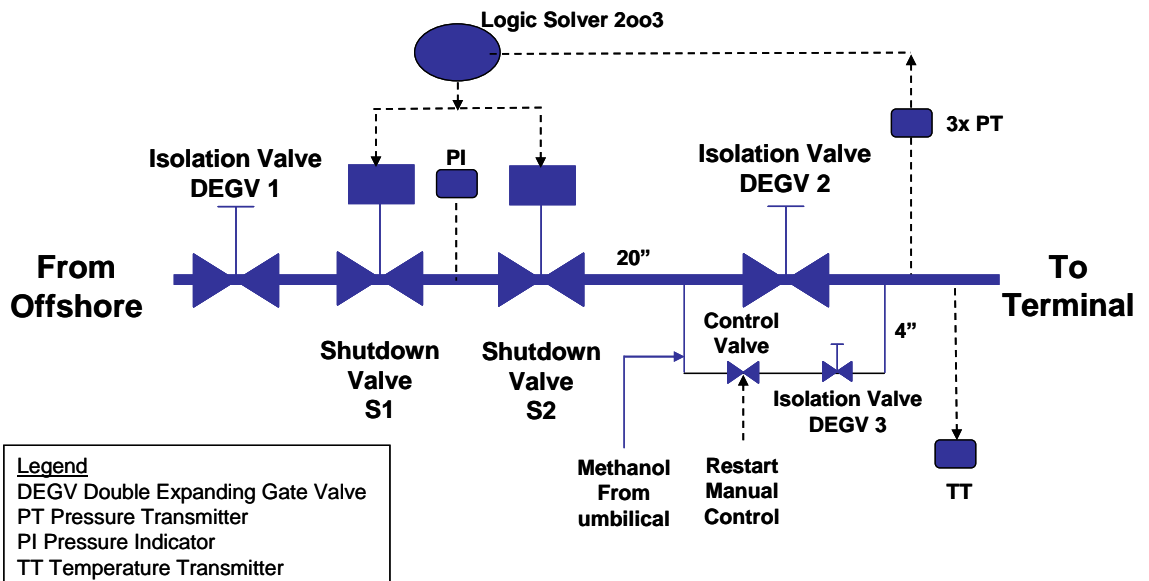 Logic Solver 2oo3
3x PT
Isolation Valve
DEGV 1
PI
Isolation Valve
DEGV 2
From
Offshore
20”
To
Terminal
Shutdown
Valve
S1
Shutdown
Valve
S2
Control
Valve
4”
Isolation Valve
DEGV 3
Methanol
From
umbilical
Restart
Manual
Control
TT
Legend
DEGV Double Expanding Gate Valve
PT Pressure Transmitter
PI Pressure Indicator
TT Temperature Transmitter